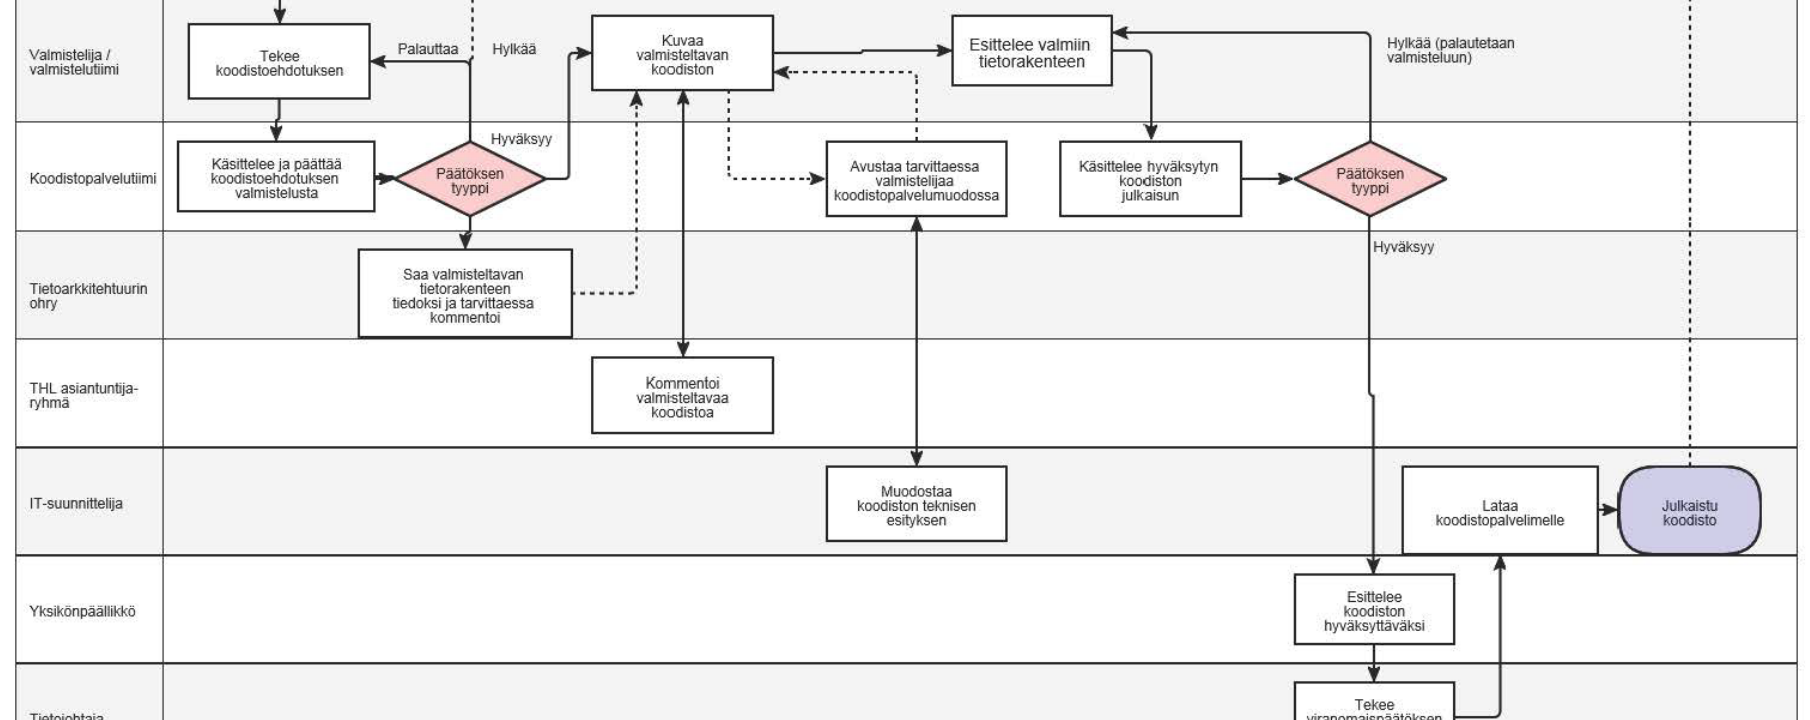 Valmistelija /
valmistelutiimi
Tekee
koodistoehdotuksen
Palauttaa
Hylkää
Kuvaa
valmisteltavan
koodiston
Esittelee valmiin
tietorakenteen
Hylkää (palautetaan
valmisteluun)
Koodistopalvelutiimi
Käsittelee ja päättää
koodistoehdotuksen
valmistelusta
Päätöksen
tyyppi
Hyväksyy
Avustaa tarvittaessa
valmistelijaa
koodistopalvelumuodossa
Käsittelee hyväksytyn
koodiston
julkaisun
Päätöksen
tyyppi
Hyväksyy
Tietoarkkitehtuurin
ohry
Saa valmisteltavan
tietorakenteen
tiedoksi ja tarvittaessa
kommentoi
THL asiantuntija-
ryhmä
Kommentoi
valmisteltavaa
koodistoa
IT-suunnittelija
Muodostaa
koodiston teknisen
esityksen
Lataa
koodistopalvelimelle
Julkaistu
koodisto
Yksikönpäällikkö
Esittelee
koodiston
hyväksyttäväksi
Tietojohtaja
Tekee
viranomaispäätöksen